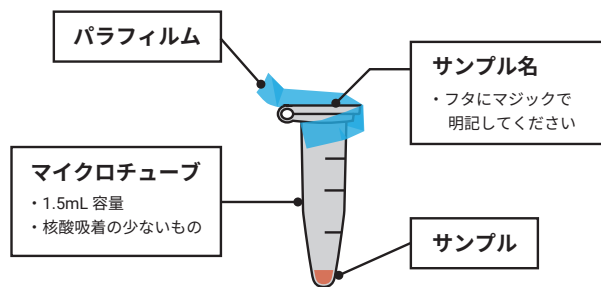 パラフィルム
サンプル名
・フタにマジックで
明記してください
マイクロチューブ
・1.5mL 容量
・核酸吸着の少ないもの
サンプル